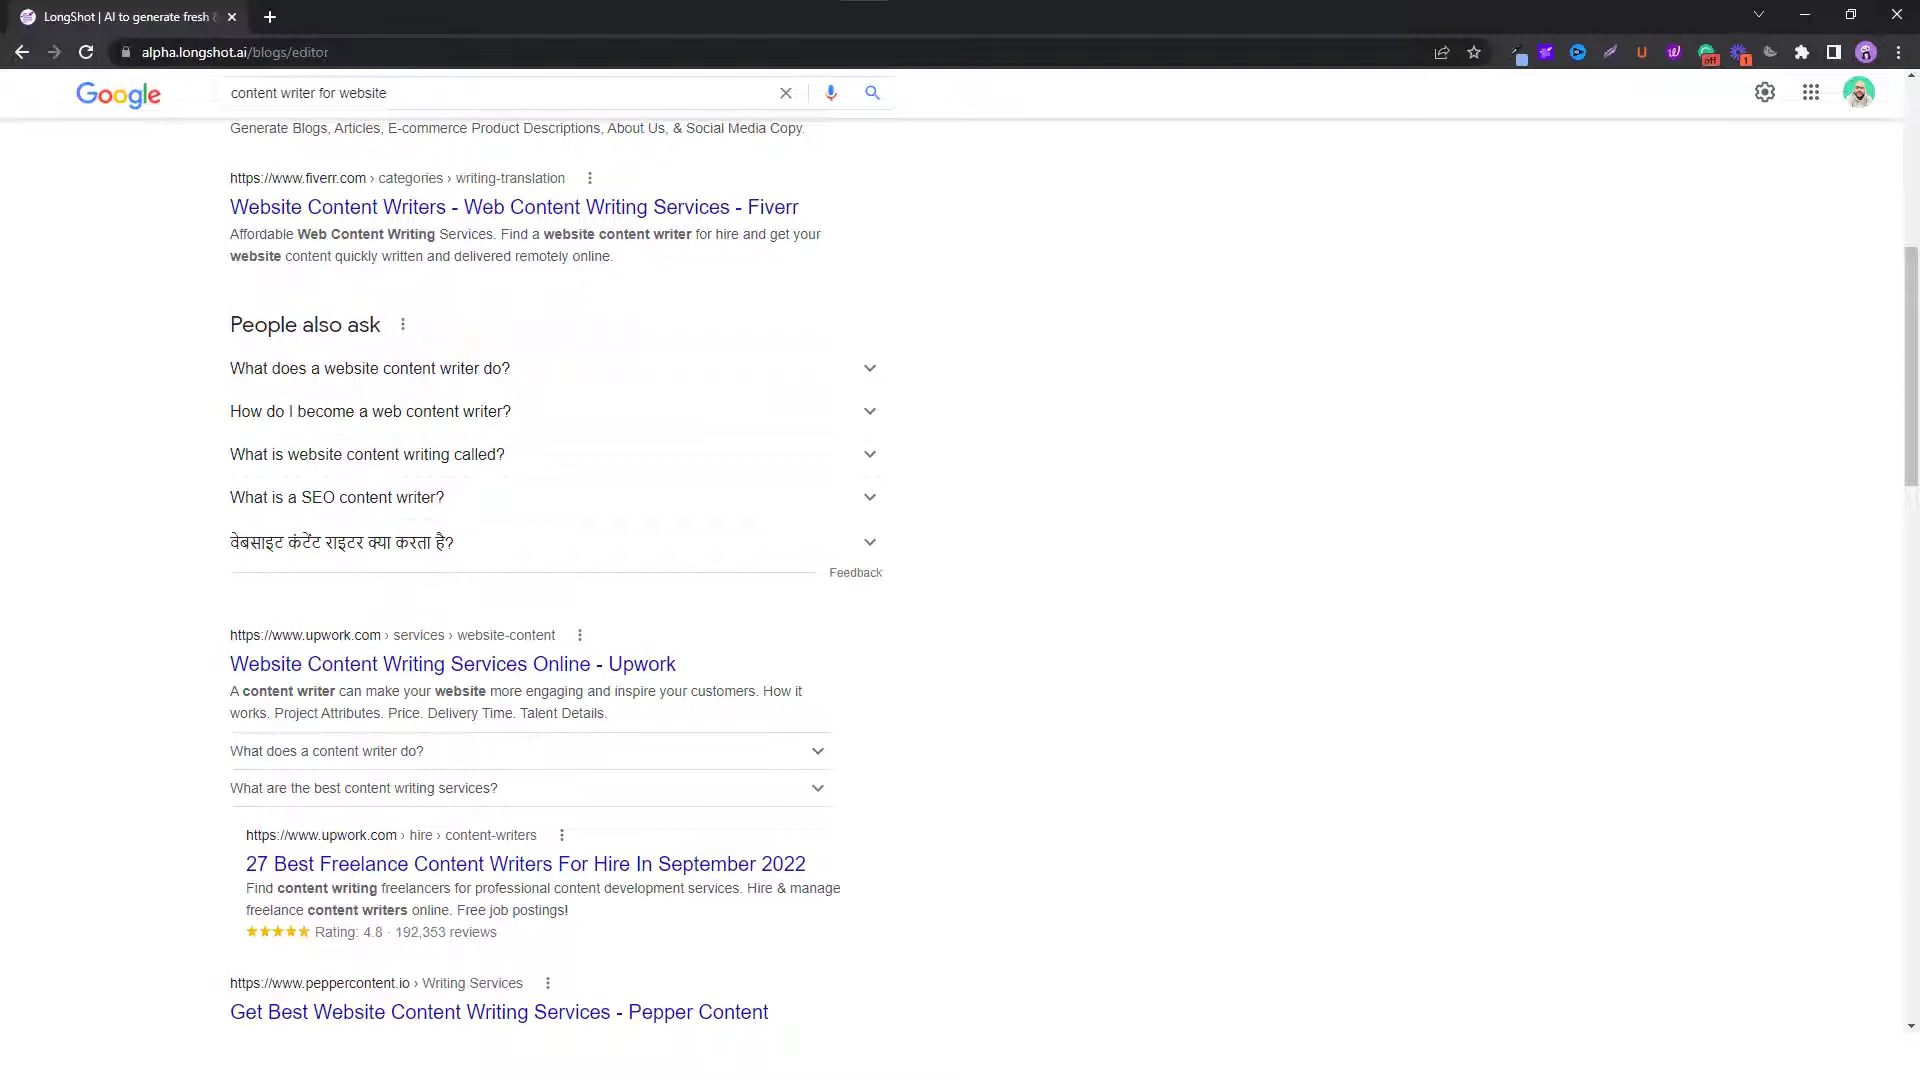 LongShot | AI to generate fresh
alpha.longshot.ai/blogs/editor
off
1
Google
content writer for website
Generate Blogs, Articles, E-commerce Product Descriptions, About Us, & Social Media Copy.
https://www.fiverr.com › categories › writing-translation
Website Content Writers - Web Content Writing Services - Fiverr
Affordable Web Content Writing Services. Find a website content writer for hire and get your
website content quickly written and delivered remotely online.
People also ask
What does a website content writer do?
How do I become a web content writer?
What is website content writing called?
What is a SEO content writer?
वेबसाइट कंटेंट राइटर क्या करता है?
Feedback
https://www.upwork.com › services › website-content
Website Content Writing Services Online - Upwork
A content writer can make your website more engaging and inspire your customers. How it
works. Project Attributes. Price. Delivery Time. Talent Details.
What does a content writer do?
What are the best content writing services?
https://www.upwork.com › hire › content-writers
27 Best Freelance Content Writers For Hire In September 2022
Find content writing freelancers for professional content development services. Hire & manage
freelance content writers online. Free job postings!
Rating: 4.8 · 192,353 reviews
https://www.peppercontent.io › Writing Services
Get Best Website Content Writing Services - Pepper Content